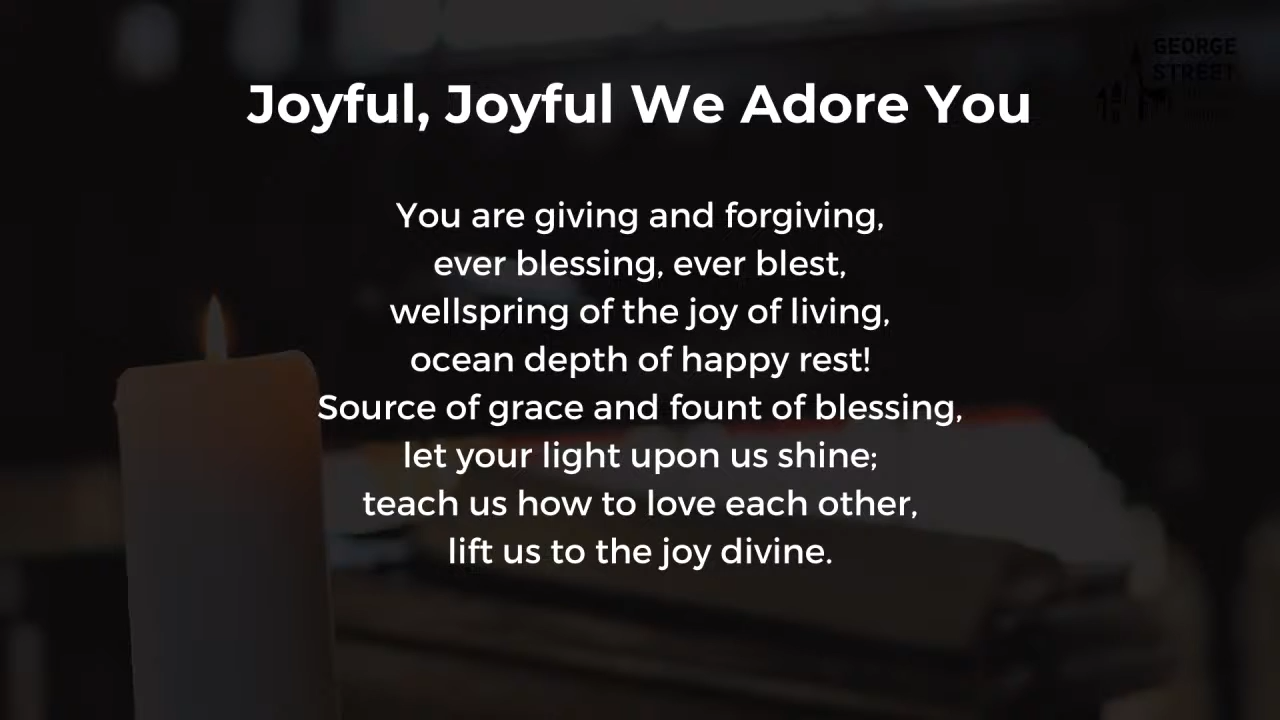 GEORGE
STREET
Joyful, Joyful We Adore You
You are giving and forgiving,
ever blessing, ever blest,
wellspring of the joy of living,
ocean depth of happy rest!
Source of grace and fount of blessing,
let your light upon us shine;
teach us how to love each other,
lift us to the joy divine.